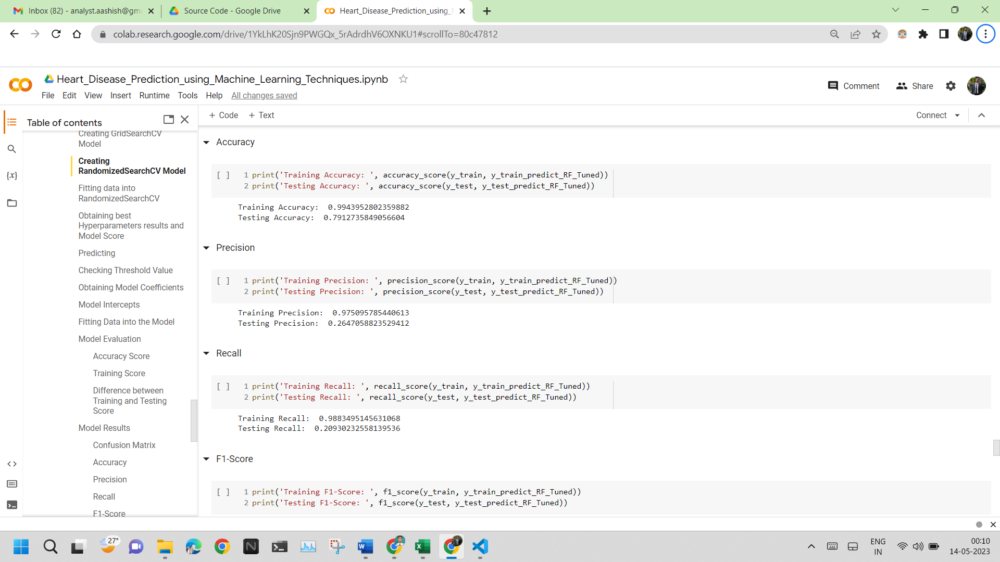 Inbox (82) - analyst.aashish@gm
Source Code - Google Drive
Heart_Disease_Prediction_using_
colab.research.google.com/drive/1YkLhK20Sjn9PWGQx_5rAdrdhV6OXNKU1#scrollTo=80c47812
Heart_Disease_Prediction_using_Machine_Learning_Techniques.ipynb
File Edit View Insert Runtime Tools Help All changes saved
Comment Share
Table of contents
+ Code + Text
Connect
Creating GridSearchCV
Model
Creating
RandomizedSearchCV Model
Fitting data into
RandomizedSearchCV
Obtaining best
Hyperparameters results and
Model Score
Predicting
Checking Threshold Value
Obtaining Model Coefficients
Model Intercepts
Fitting Data into the Model
Model Evaluation
Accuracy Score
Training Score
Difference between
Training and Testing
Score
Model Results
Confusion Matrix
Accuracy
Precision
Recall
F1-Score
Accuracy
[ ] 1 print('Training Accuracy: ', accuracy_score(y_train, y_train_predict_RF_Tuned))
2 print('Testing Accuracy: ', accuracy_score(y_test, y_test_predict_RF_Tuned))
Training Accuracy:  0.9943952802359882
Testing Accuracy:  0.7912735849056604
Precision
[ ] 1 print('Training Precision: ', precision_score(y_train, y_train_predict_RF_Tuned))
2 print('Testing Precision: ', precision_score(y_test, y_test_predict_RF_Tuned))
Training Precision:  0.975095785440613
Testing Precision:  0.2647058823529412
Recall
[ ] 1 print('Training Recall: ', recall_score(y_train, y_train_predict_RF_Tuned))
2 print('Testing Recall: ', recall_score(y_test, y_test_predict_RF_Tuned))
Training Recall:  0.9883495145631068
Testing Recall:  0.20930232558139536
F1-Score
[ ] 1 print('Training F1-Score: ', f1_score(y_train, y_train_predict_RF_Tuned))
2 print('Testing F1-Score: ', f1_score(y_test, y_test_predict_RF_Tuned))
27°
ENG
IN
00:10
14-05-2023